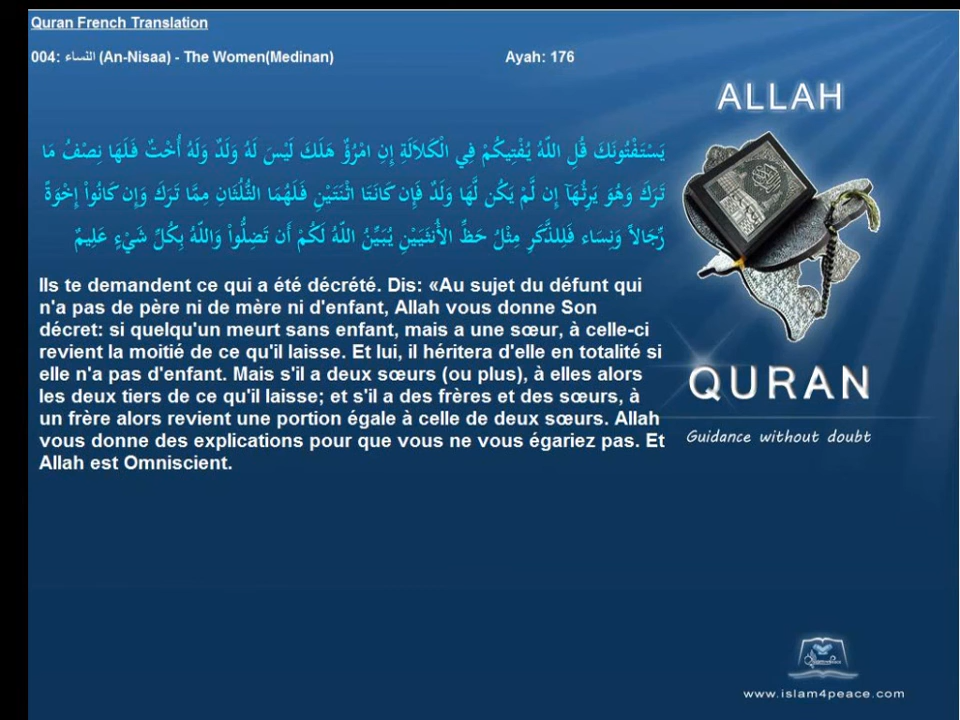 Quran French Translation
004: النساء (An-Nisaa) - The Women(Medinan)
Ayah: 176
يَسْتَفْتُونَكَ قُلِ اللّهُ يُفْتِيكُمْ فِي الْكَلاَلَةِ إِنِ امْرُؤٌ هَلَكَ لَيْسَ لَهُ وَلَدٌ وَلَهُ أُخْتٌ فَلَهَا نِصْفُ مَا
تَرَكَ وَهُوَ يَرِثُهَآ إِن لَّمْ يَكُن لَّهَا وَلَدٌ فَإِن كَانَتَا اثْنَتَيْنِ فَلَهُمَا الثُّلُثَانِ مِمَّا تَرَكَ وَإِن كَانُواْ إِخْوَةً
رِّجَالاً وَنِسَاء فَلِلذَّكَرِ مِثْلُ حَظِّ الأُنثَيَيْنِ يُبَيِّنُ اللّهُ لَكُمْ أَن تَضِلُّواْ وَاللّهُ بِكُلِّ شَيْءٍ عَلِيمٌ
Ils te demandent ce qui a été décrété. Dis: «Au sujet du défunt qui
n'a pas de père ni de mère ni d'enfant, Allah vous donne Son
décret: si quelqu'un meurt sans enfant, mais a une sœur, à celle-ci
revient la moitié de ce qu'il laisse. Et lui, il héritera d'elle en totalité si
elle n'a pas d'enfant. Mais s'il a deux sœurs (ou plus), à elles alors
les deux tiers de ce qu'il laisse; et s'il a des frères et des sœurs, à
un frère alors revient une portion égale à celle de deux sœurs. Allah
vous donne des explications pour que vous ne vous égariez pas. Et
Allah est Omniscient.
ALLAH
QURAN
Guidance without doubt
www.islam4peace.com